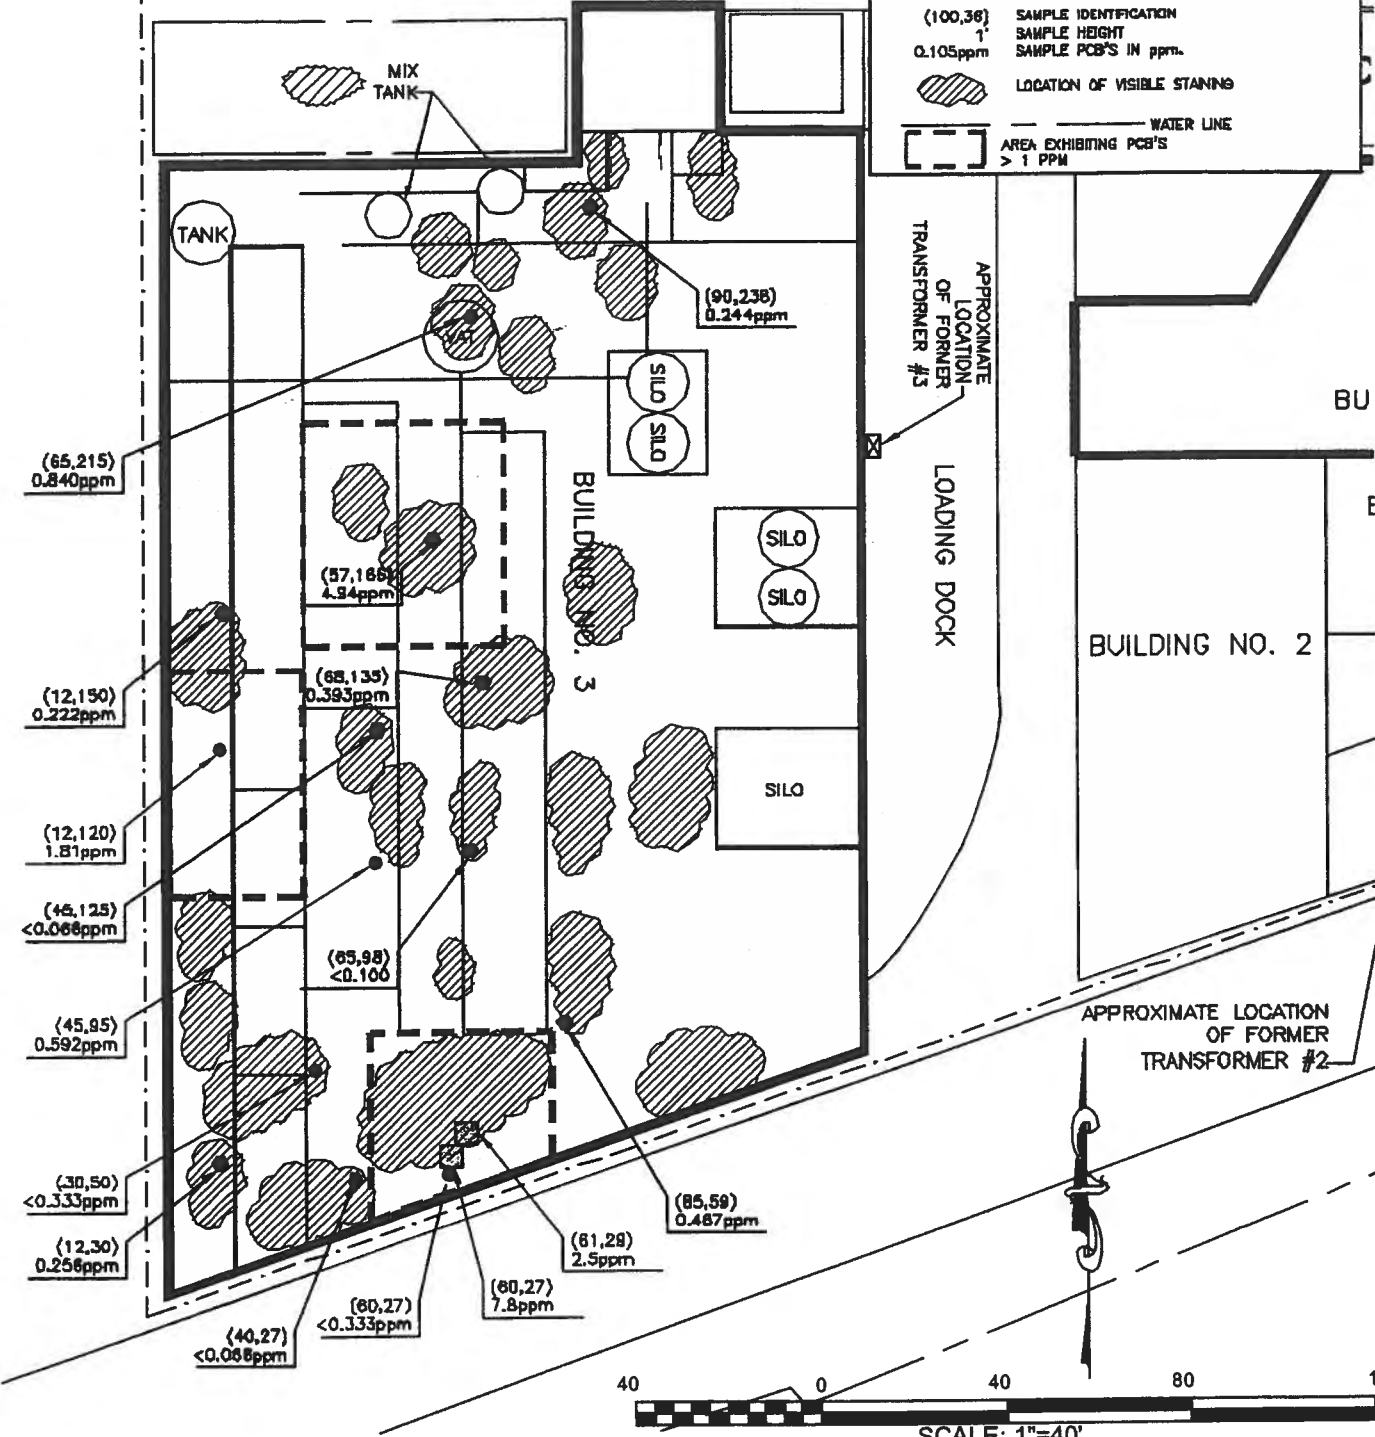 (100,36) SAMPLE IDENTIFICATION
1' SAMPLE HEIGHT
0.105ppm SAMPLE PCB'S IN ppm.
LOCATION OF VISIBLE STAINING
WATER LINE
AREA EXHIBITING PCB'S
> 1 PPM
MIX
TANK
TANK
VAT
(90,238)
0.244ppm
APPROXIMATE
LOCATION
OF FORMER
TRANSFORMER #3
SILO
SILO
BU
(65,215)
0.840ppm
BUILDING NO. 3
LOADING DOCK
SILO
SILO
(57,165)
4.94ppm
BUILDING NO. 2
(68,135)
0.393ppm
(12,150)
0.222ppm
SILO
(12,120)
1.81ppm
(46,125)
<0.068ppm
(65,98)
<0.100
(45,95)
0.592ppm
APPROXIMATE LOCATION
OF FORMER
TRANSFORMER #2
(30,50)
<0.333ppm
(85,59)
0.467ppm
(12,30)
0.256ppm
(61,29)
2.5ppm
(60,27)
7.8ppm
(60,27)
<0.333ppm
(40,27)
<0.068ppm
40 0 40 80
SCALE: 1"=40'